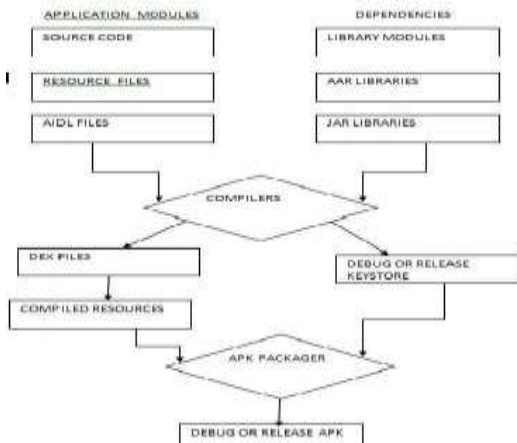 APPLICATION MODULES
SOURCE CODE
RESOURCE FILES
AIDL FILES
DEPENDENCIES
LIBRARY MODULES
AAR LIBRARIES
JAR LIBRARIES
COMPILERS
DEX FILES
COMPILED RESOURCES
DEBUG OR RELEASE
KEYSTORE
APK PACKAGER
DEBUG OR RELEASE APK